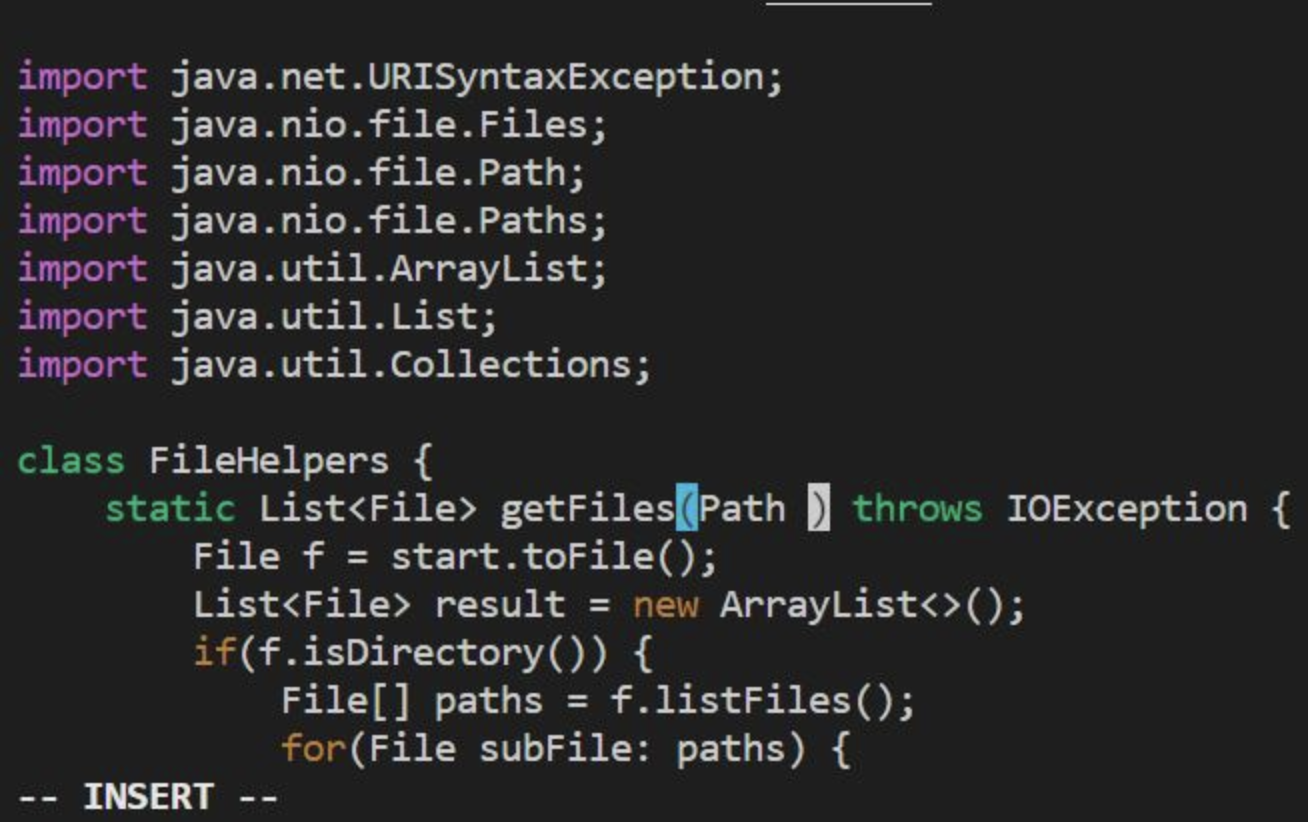 import java.net.URISyntaxException;
import java.nio.file.Files;
import java.nio.file.Path;
import java.nio.file.Paths;
import java.util.ArrayList;
import java.util.List;
import java.util.Collections;
class FileHelpers {
static List<File> getFiles(Path ) throws IOException {
File f = start.toFile();
List<File> result = new ArrayList<>();
if(f.isDirectory()) {
File[] paths = f.listFiles();
for(File subFile: paths) {
-- INSERT --